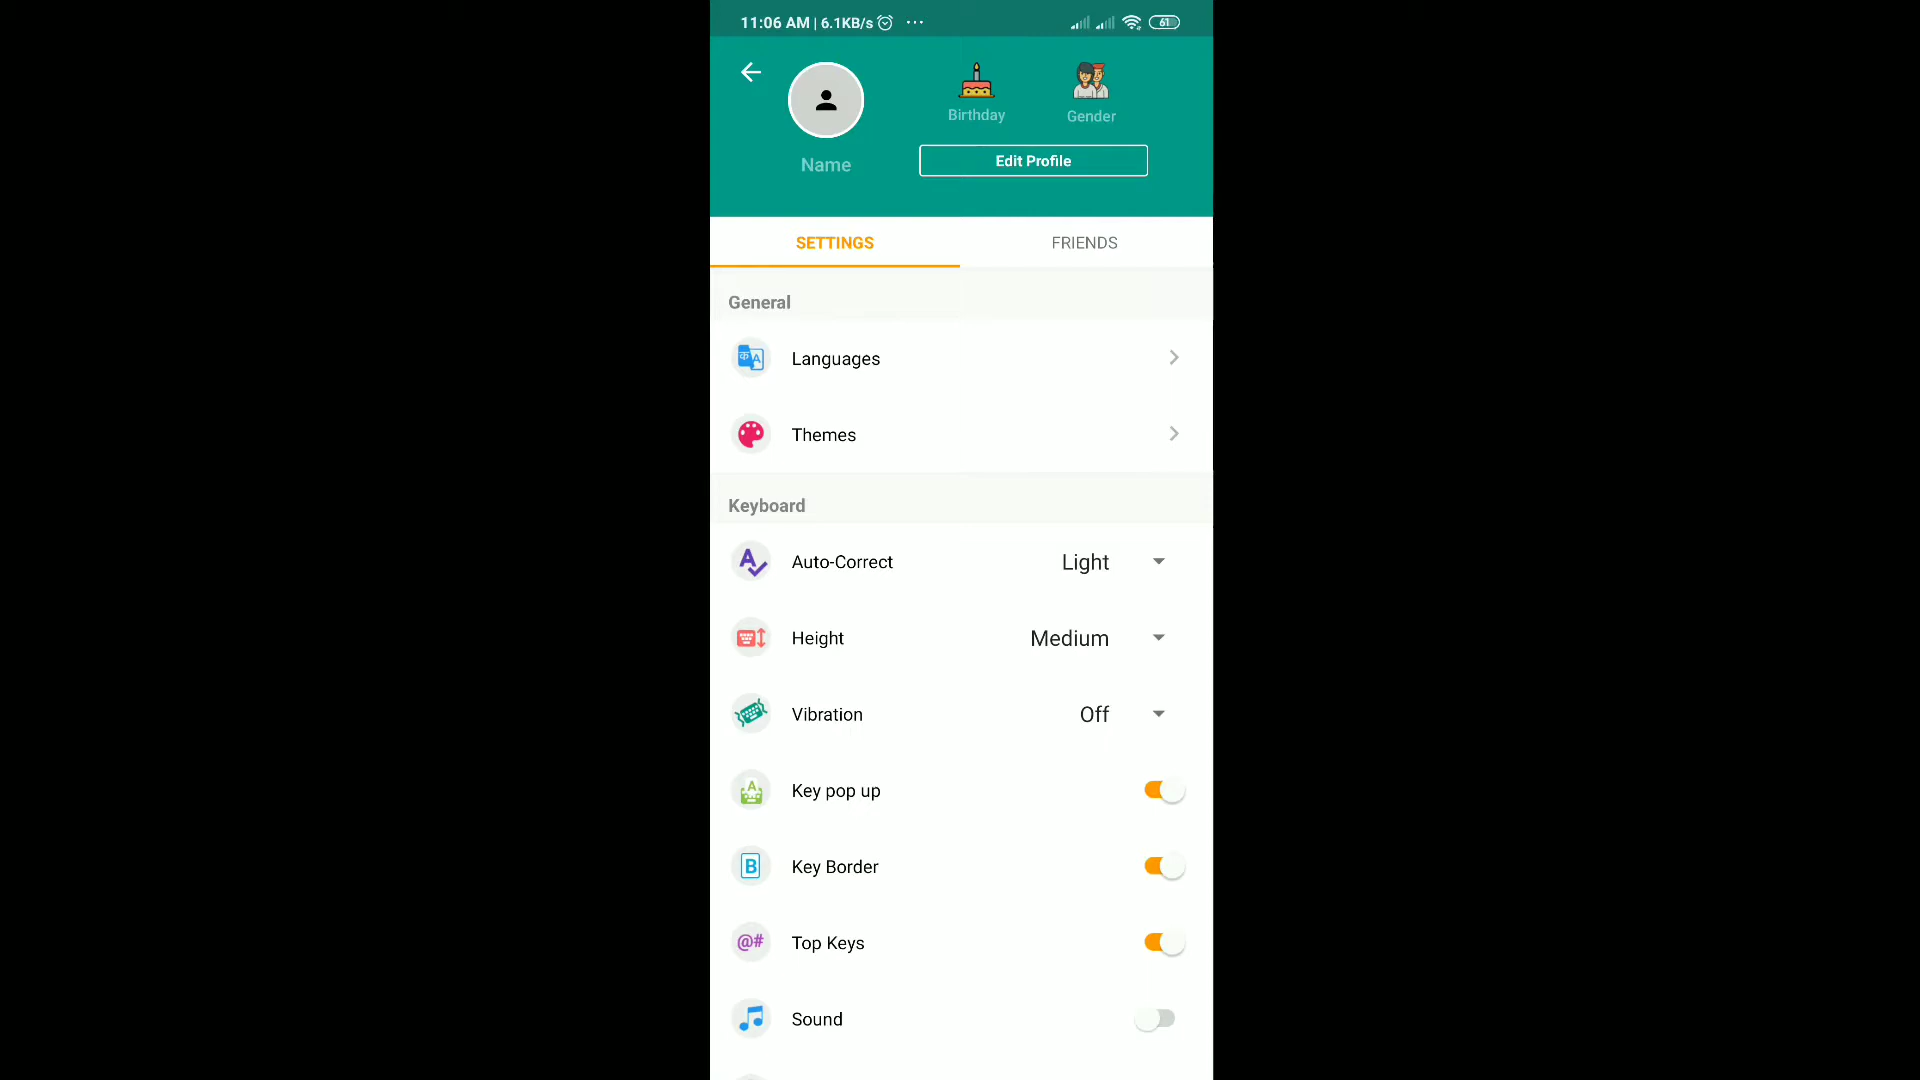 11:06 AM | 6.1KB/s ... 61
Birthday
Gender
Name
Edit Profile
SETTINGS
FRIENDS
General
Languages
Themes
Keyboard
Auto-Correct Light
Height Medium
Vibration Off
Key pop up
Key Border
Top Keys
Sound